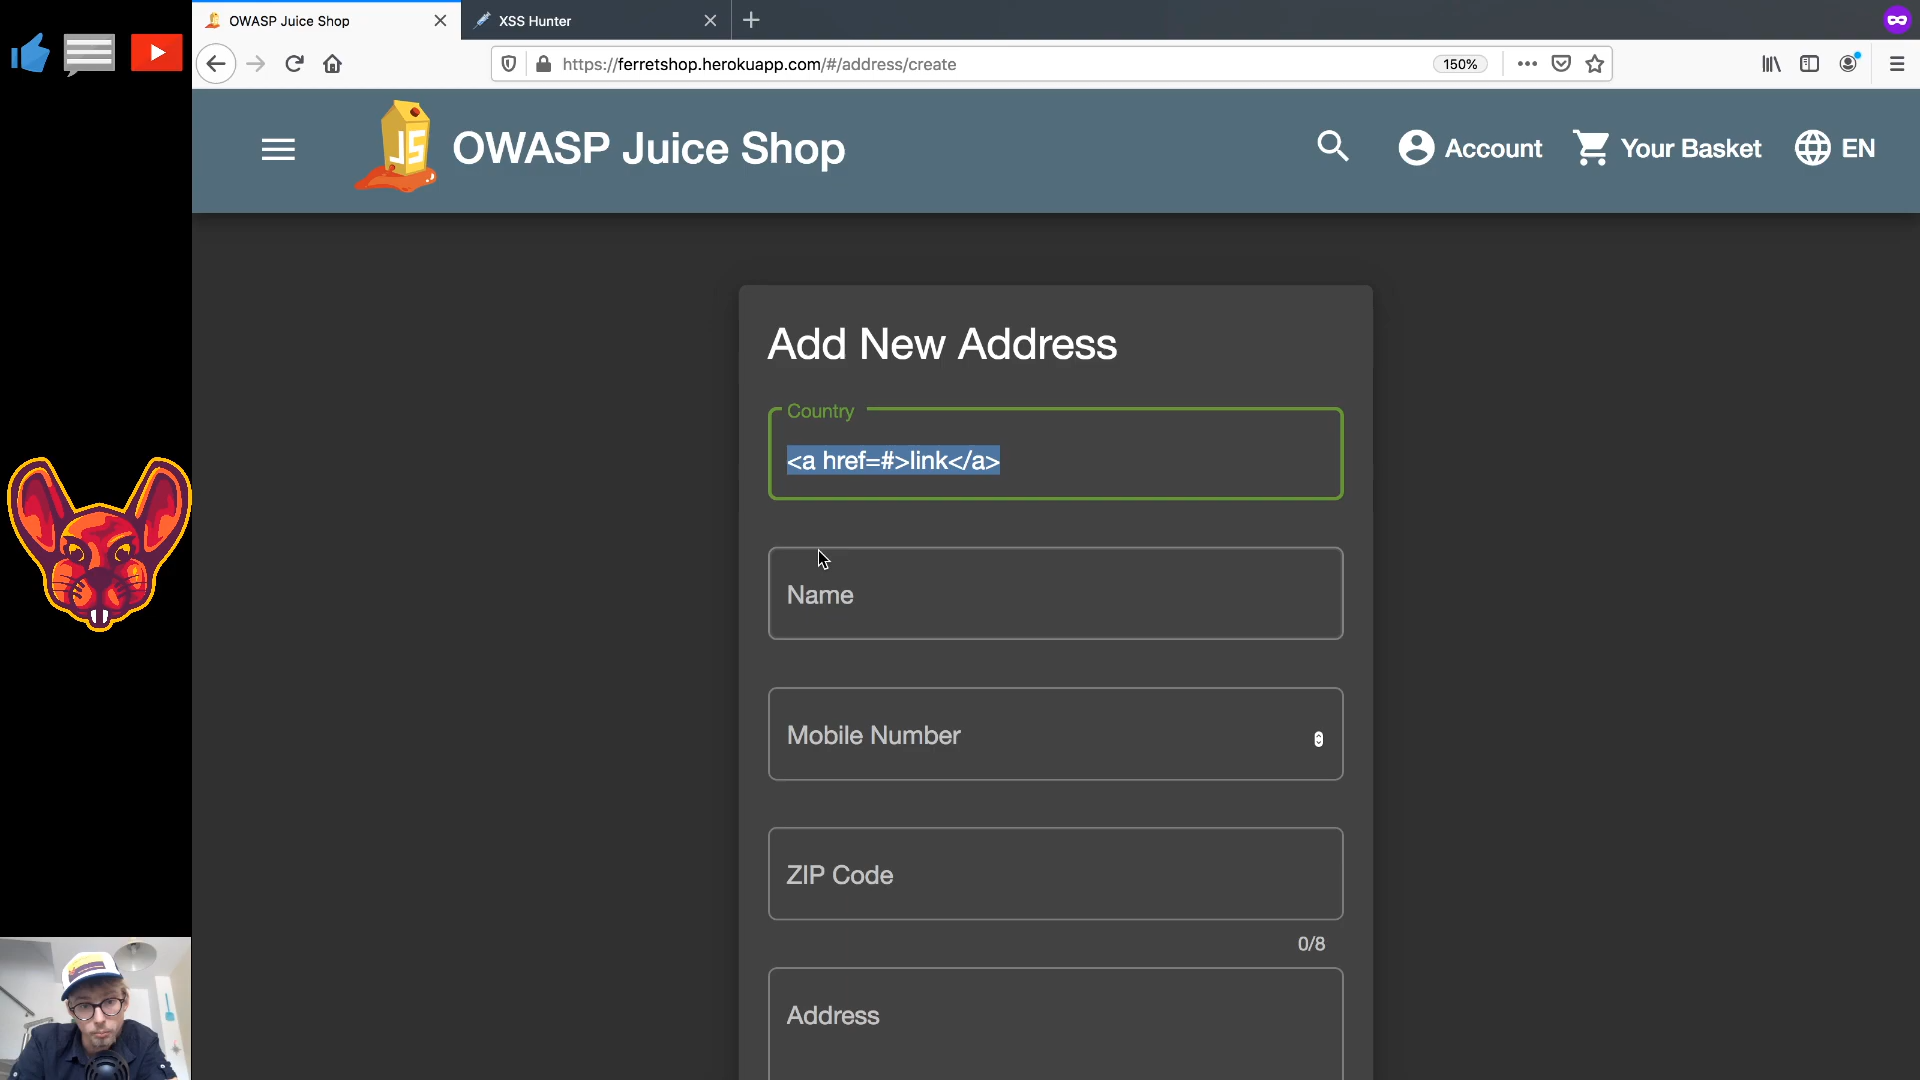 OWASP Juice Shop
XSS Hunter
https://ferretshop.herokuapp.com/#/address/create
150%
JS
OWASP Juice Shop
Account
Your Basket
EN
Add New Address
Country
<a href=#>link</a>
Name
Mobile Number
ZIP Code
0/8
Address